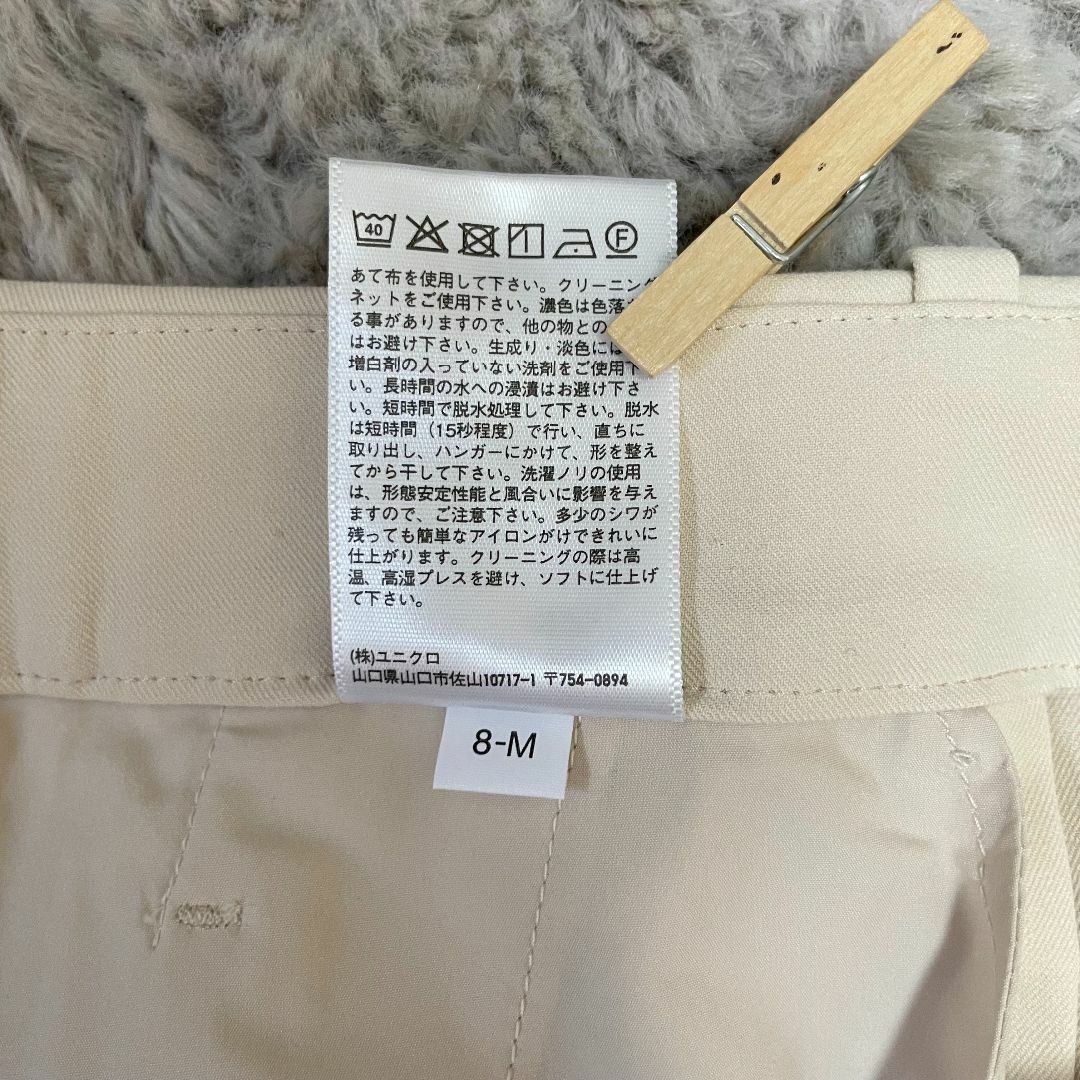 40 F
あて布を使用して下さい。クリーニング
ネットをご使用下さい。濃色は色落
る事がありますので、他の物との
はお避け下さい。生成り・淡色には
増白剤の入っていない洗剤をご使用下
い。長時間の水への浸漬はお避け下さ
い。短時間で脱水処理して下さい。脱水
は短時間（15秒程度）で行い、直ちに
取り出し、ハンガーにかけて、形を整え
てから干して下さい。洗濯ノリの使用
は、形態安定性能と風合いに影響を与え
ますので、ご注意下さい。多少のシワが
残っても簡単なアイロンがけできれいに
仕上がります。クリーニングの際は高
温、高湿プレスを避け、ソフトに仕上げ
て下さい。
(株)ユニクロ
山口県山口市佐山10717-1 〒754-0894
8-M